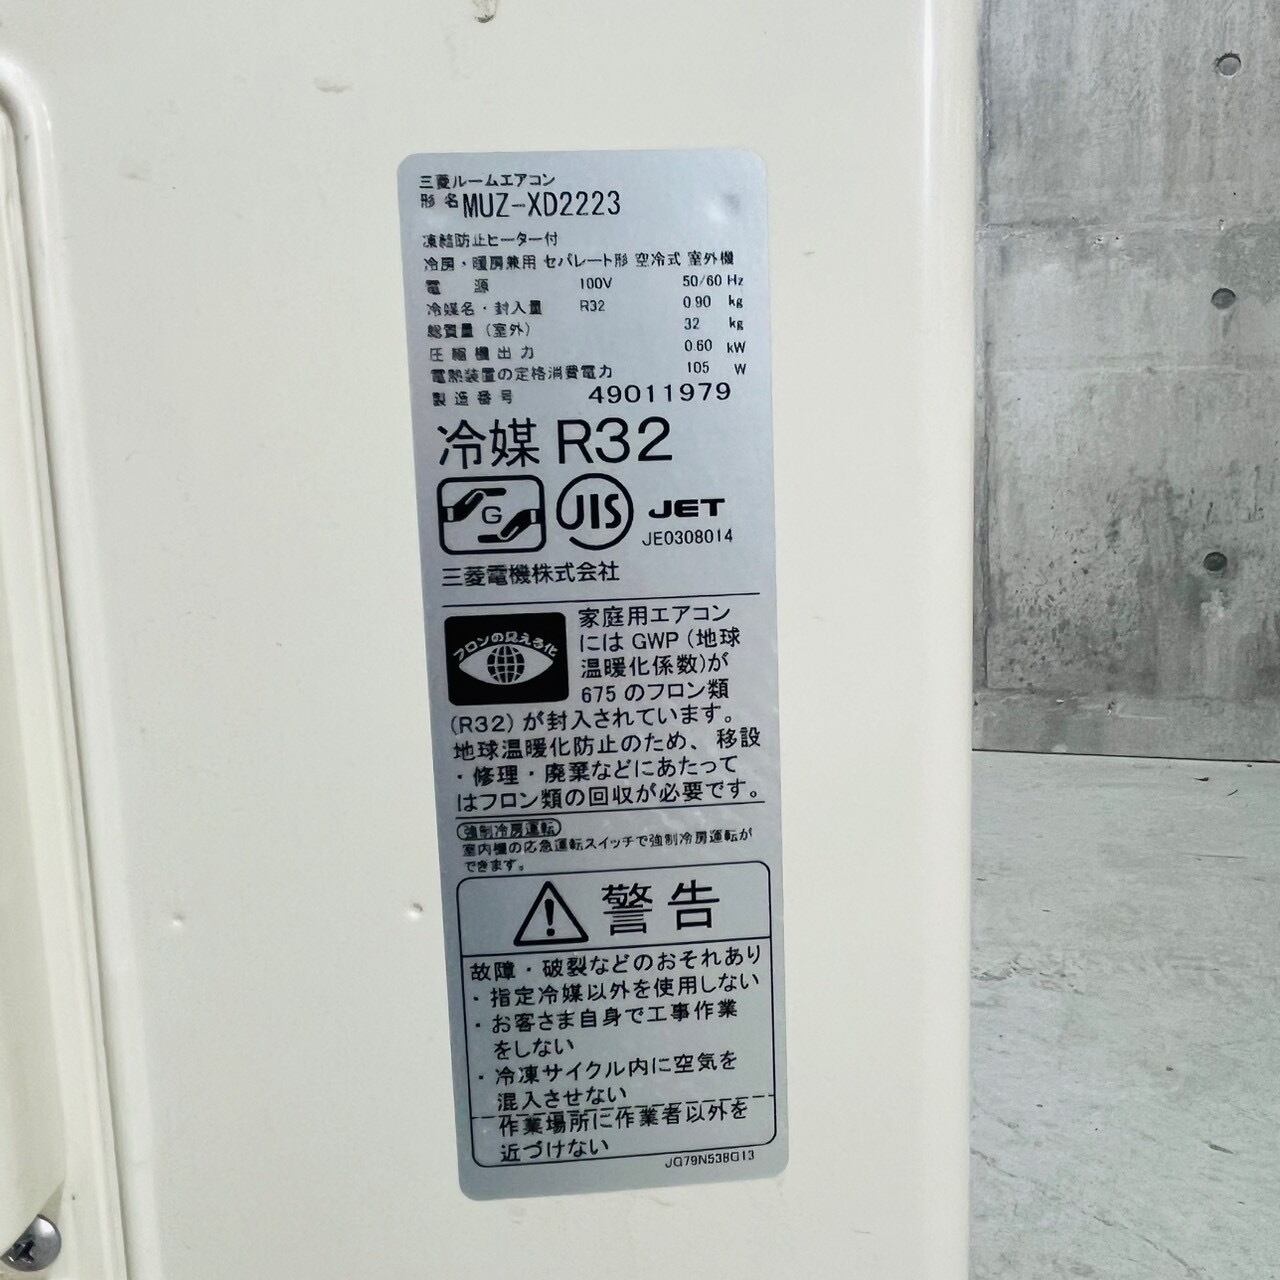 三菱ルームエアコン
形名 MUZ-XD2223
凍結防止ヒーター付
冷房・暖房兼用 セパレート形 空冷式 室外機
電源 100V 50/60 Hz
冷媒名・封入量 R32 0.90 kg
総質量（室外） 32 kg
圧縮機出力 0.60 kW
電熱装置の定格消費電力 105 W
製造番号 49011979
冷媒 R32
G JIS JET
JE0308014
三菱電機株式会社
フロンの見える化
家庭用エアコン
にはGWP（地球
温暖化係数）が
675のフロン類
(R32）が封入されています。
地球温暖化防止のため、移設
・修理・廃棄などにあたって
はフロン類の回収が必要です。
強制冷房運転
室内機の応急運転スイッチで強制冷房運転が
できます。
警告
故障・破裂などのおそれあり
・指定冷媒以外を使用しない
・お客さま自身で工事作業
をしない
・冷凍サイクル内に空気を
混入させない
作業場所に作業者以外を
近づけない
JG79N538G13